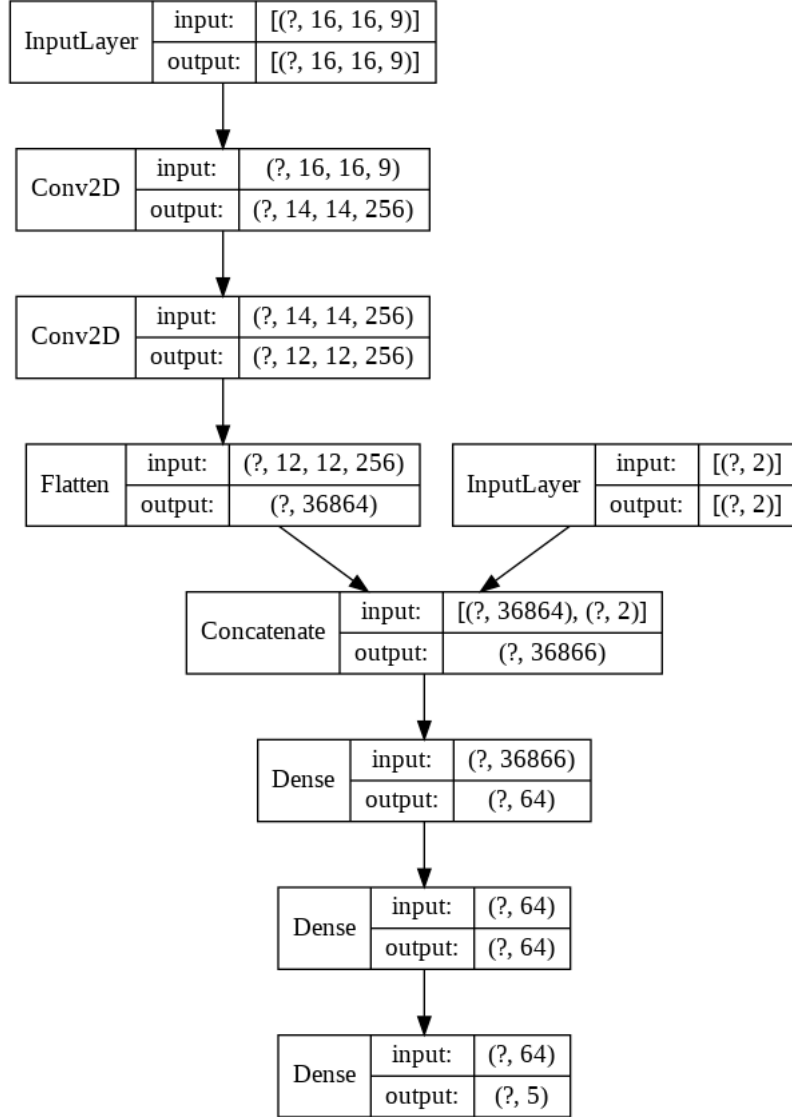 InputLayer
input: [(?, 16, 16, 9)]
output: [(?, 16, 16, 9)]
Conv2D
input: (?, 16, 16, 9)
output: (?, 14, 14, 256)
Conv2D
input: (?, 14, 14, 256)
output: (?, 12, 12, 256)
Flatten
input: (?, 12, 12, 256)
output: (?, 36864)
InputLayer
input: [(?, 2)]
output: [(?, 2)]
Concatenate
input: [(?, 36864), (?, 2)]
output: (?, 36866)
Dense
input: (?, 36866)
output: (?, 64)
Dense
input: (?, 64)
output: (?, 64)
Dense
input: (?, 64)
output: (?, 5)